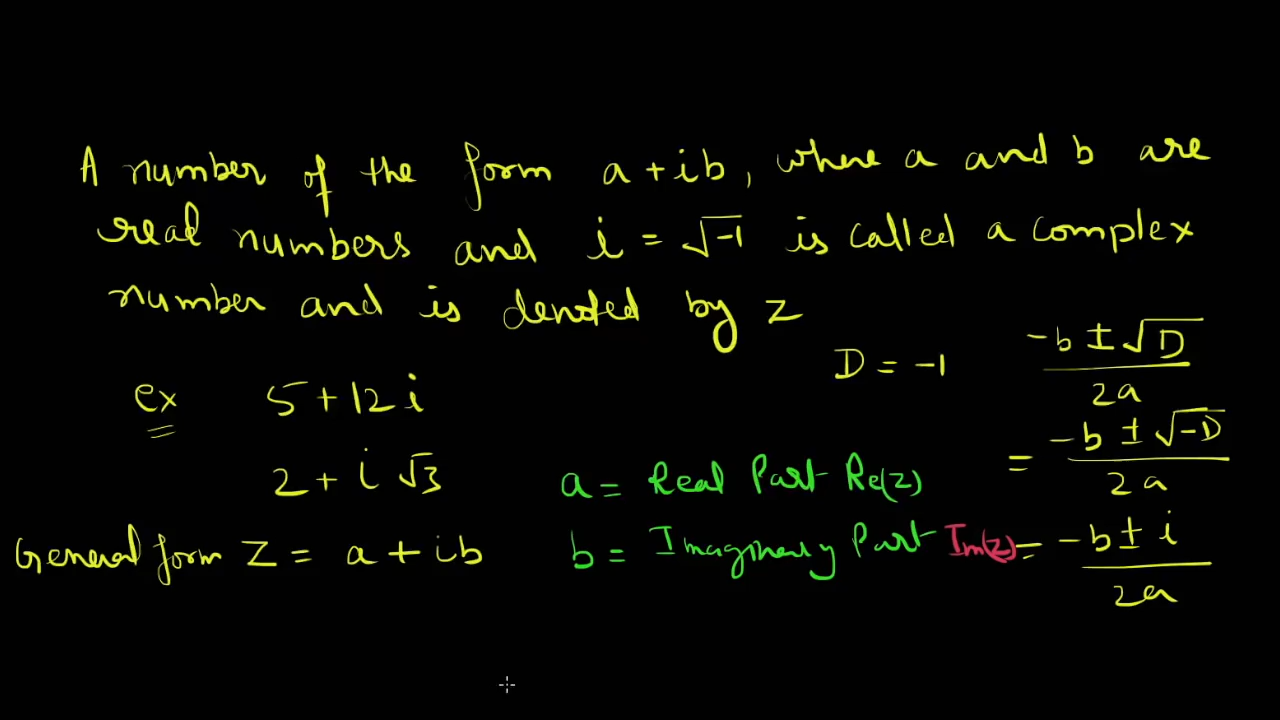 A number of the form a + ib, where a and b are
real numbers and i = √-1 is called a complex
number and is denoted by z
D = -1
-b ± √D / 2a
ex 5 + 12i
= -b ± √-D / 2a
2 + i √3
a = Real Part Re(z)
General form Z = a + ib
b = Imaginary Part Im(z)
= -b ± i / 2a